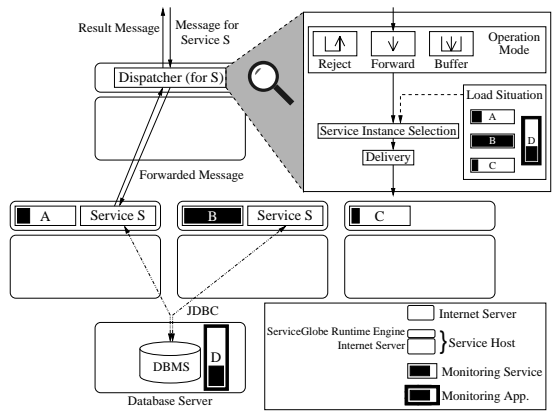 Result Message
Message for
Service S
Dispatcher (for S)
Forwarded Message
Operation
Mode
Reject
Forward
Buffer
Load Situation
A
B
C
D
Service Instance Selection
Delivery
A
Service S
B
Service S
C
JDBC
DBMS
D
Database Server
Internet Server
ServiceGlobe Runtime Engine
Internet Server
} Service Host
Monitoring Service
Monitoring App.